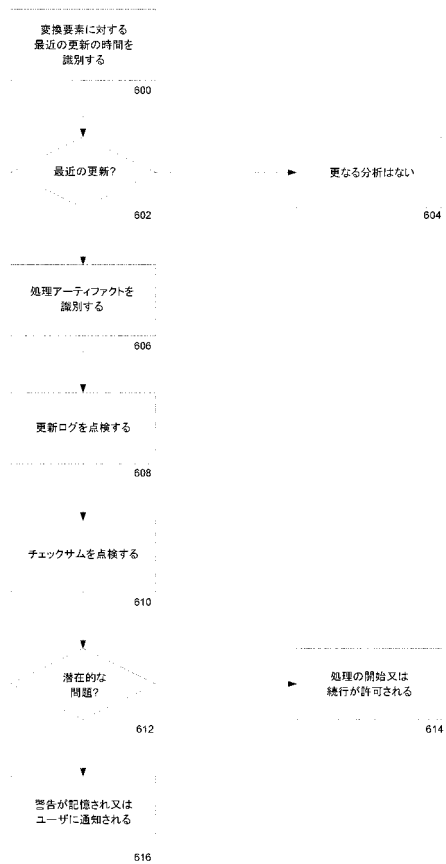 変換要素に対する
最近の更新の時間を
識別する
600
最近の更新?
602
更なる分析はない
604
処理アーティファクトを
識別する
606
更新ログを点検する
608
チェックサムを点検する
610
潜在的な
問題?
612
処理の開始又は
続行が許可される
614
警告が記憶され又は
ユーザに通知される
616